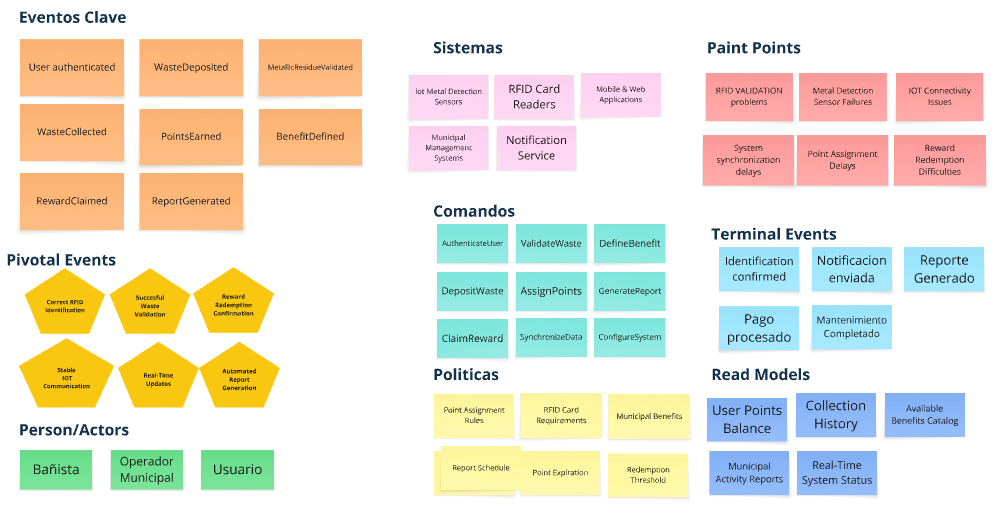 Eventos Clave
User authenticated
WasteDeposited
MetallicResidueValidated
WasteCollected
PointsEarned
BenefitDefined
RewardClaimed
ReportGenerated
Pivotal Events
Correct RFID
Identification
Succesful
Waste
Validation
Reward
Redemption
Confirmation
Stable
IOT
Communication
Real-Time
Updates
Automated
Report
Generation
Person/Actors
Bañista
Operador
Municipal
Usuario
Sistemas
Iot Metal Detection
Sensors
RFID Card
Readers
Mobile & Web
Applications
Municipal
Management
Systems
Notification
Service
Comandos
AuthenticateUser
ValidateWaste
DefineBenefit
DepositWaste
AssignPoints
GenerateReport
ClaimReward
SynchronizeData
ConfigureSystem
Politicas
Point Assignment
Rules
RFID Card
Requirements
Municipal Benefits
Report Schedule
Point Expiration
Redemption
Threshold
Paint Points
RFID VALIDATION
problems
Metal Detection
Sensor Failures
IOT Connectivity
Issues
System
synchronization
delays
Point Assignment
Delays
Reward
Redemption
Difficulties
Terminal Events
Identification
confirmed
Notificacion
enviada
Reporte
Generado
Pago
procesado
Mantenimiento
Completado
Read Models
User Points
Balance
Collection
History
Available
Benefits Catalog
Municipal
Activity Reports
Real-Time
System Status